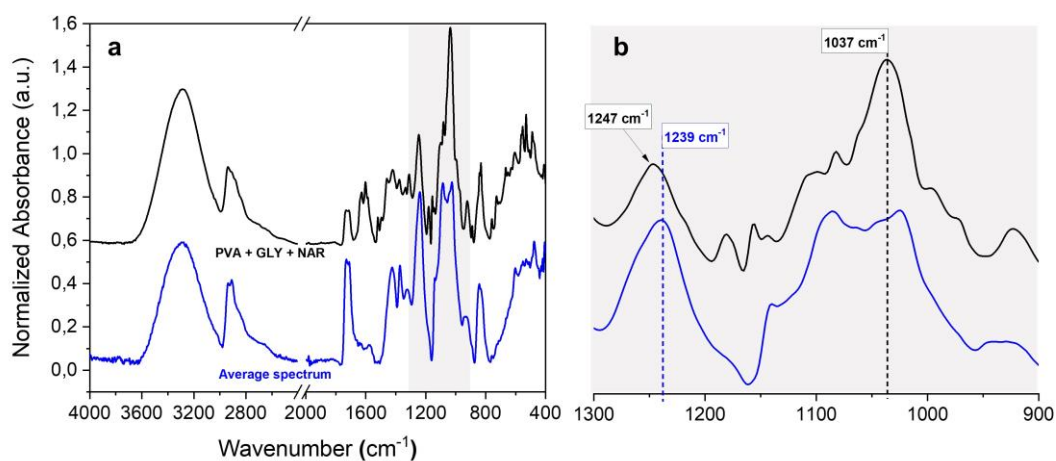 a
b
1,6
1,4
1,2
1,0
0,8
0,6
0,4
0,2
0,0
Normalized Absorbance (a.u.)
PVA + GLY + NAR
Average spectrum
4000 3200 2800 2000 1600 1200 800 400
Wavenumber (cm-1)
1037 cm-1
1247 cm-1
1239 cm-1
1300 1200 1100 1000 900